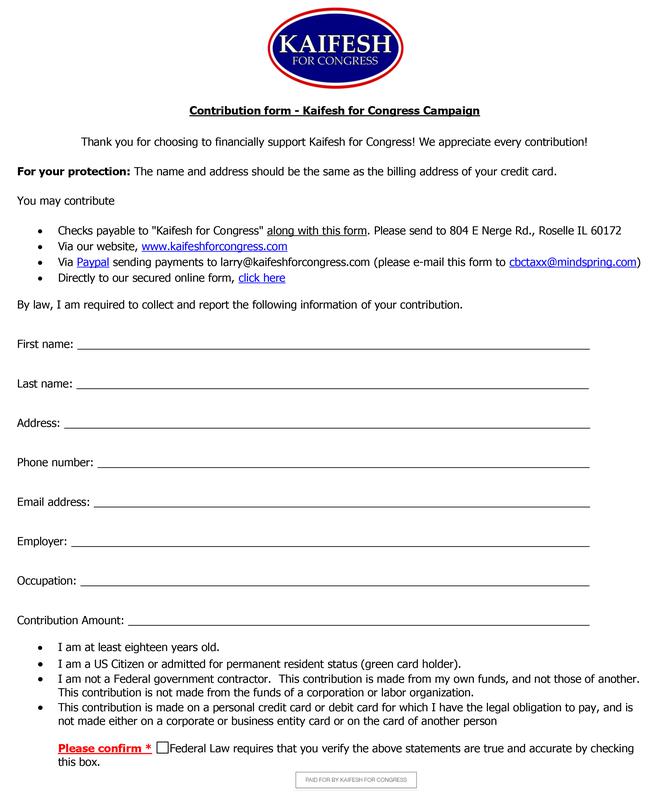 KAIFESH
FOR CONGRESS
Contribution form - Kaifesh for Congress Campaign
Thank you for choosing to financially support Kaifesh for Congress! We appreciate every contribution!
For your protection: The name and address should be the same as the billing address of your credit card.
You may contribute
• Checks payable to "Kaifesh for Congress" along with this form. Please send to 804 E Nerge Rd., Roselle IL 60172
• Via our website, www.kaifeshforcongress.com
• Via Paypal sending payments to larry@kaifeshforcongress.com (please e-mail this form to cbctaxx@mindspring.com)
• Directly to our secured online form, click here
By law, I am required to collect and report the following information of your contribution.
First name:
Last name:
Address:
Phone number:
Email address:
Employer:
Occupation:
Contribution Amount:
• I am at least eighteen years old.
• I am a US Citizen or admitted for permanent resident status (green card holder).
• I am not a Federal government contractor. This contribution is made from my own funds, and not those of another.
This contribution is not made from the funds of a corporation or labor organization.
• This contribution is made on a personal credit card or debit card for which I have the legal obligation to pay, and is
not made either on a corporate or business entity card or on the card of another person
Please confirm * Federal Law requires that you verify the above statements are true and accurate by checking
this box.
PAID FOR BY KAIFESH FOR CONGRESS